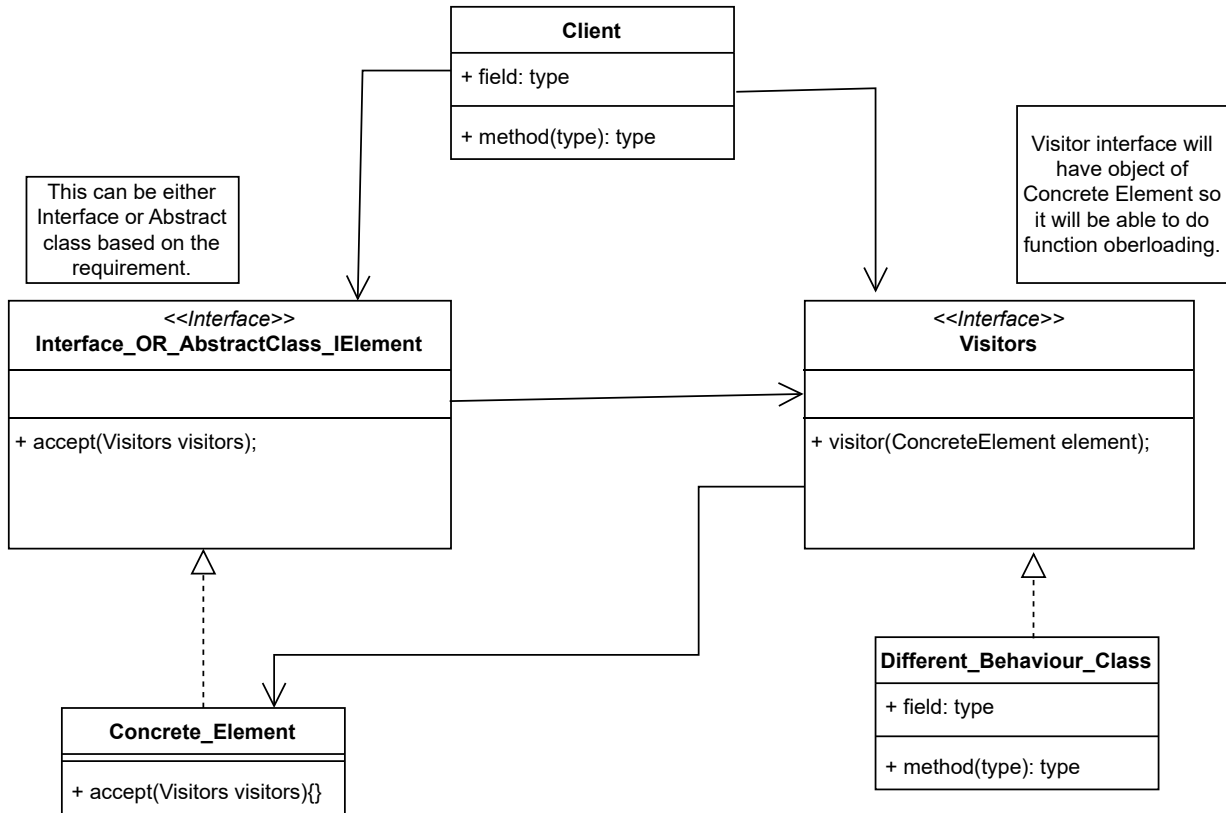 Client
+ field: type
+ method(type): type
Visitor interface will
have object of
Concrete Element so
it will be able to do
function oberloading.
This can be either
Interface or Abstract
class based on the
requirement.
<<Interface>>
Interface_OR_AbstractClass_IElement
+ accept(Visitors visitors);
<<Interface>>
Visitors
+ visitor(ConcreteElement element);
Different_Behaviour_Class
+ field: type
+ method(type): type
Concrete_Element
+ accept(Visitors visitors){}